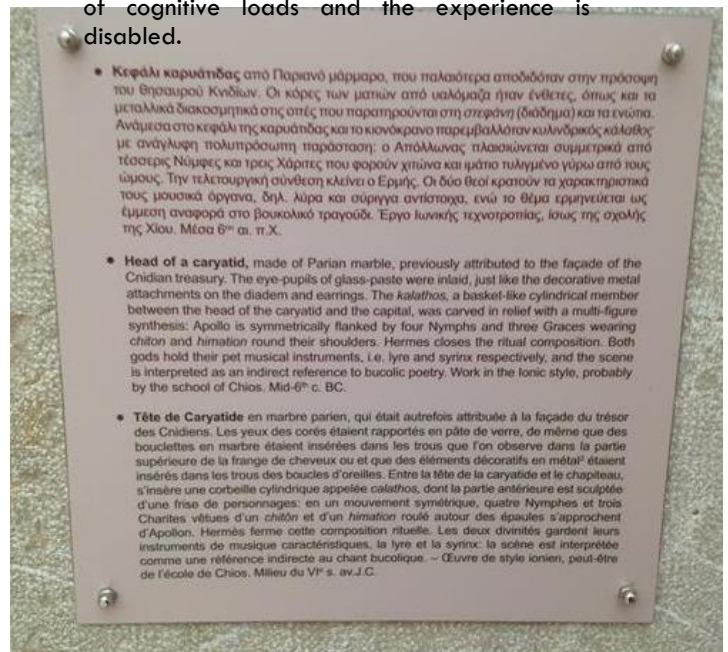 of cognitive loads and the experience is
disabled.
• Κεφάλι καρυάτιδας από Παριανό μάρμαρο, που παλαιότερα αποδιδόταν στην πρόσοψη
του θησαυρού Κνιδίων. Οι κόρες των ματιών από υαλόμαζα ήταν ένθετες, όπως και τα
μεταλλικά διακοσμητικά στις οπές που παρατηρούνται στη στεφάνη (διάδημα) και τα ενώτια.
Ανάμεσα στο κεφάλι της καρυάτιδας και το κιονόκρανο παρεμβαλλόταν κυλινδρικός κάλαθος
με ανάγλυφη πολυπρόσωπη παράσταση: ο Απόλλωνας πλαισιώνεται συμμετρικά από
τέσσερις Νύμφες και τρεις Χάριτες που φορούν χιτώνα και ιμάτιο τυλιγμένο γύρω από τους
ώμους. Την τελετουργική σύνθεση κλείνει ο Ερμής. Οι δύο θεοί κρατούν τα χαρακτηριστικά
τους μουσικά όργανα, δηλ. λύρα και σύριγγα αντίστοιχα, ενώ το θέμα ερμηνεύεται ως
έμμεση αναφορά στο βουκολικό τραγούδι. Έργο Ιωνικής τεχνοτροπίας, ίσως της σχολής
της Χίου. Μέσα 6ου αι. π.Χ.
• Head of a caryatid, made of Parian marble, previously attributed to the façade of the
Cnidian treasury. The eye-pupils of glass-paste were inlaid, just like the decorative metal
attachments on the diadem and earrings. The kalathos, a basket-like cylindrical member
between the head of the caryatid and the capital, was carved in relief with a multi-figure
synthesis: Apollo is symmetrically flanked by four Nymphs and three Graces wearing
chiton and himation round their shoulders. Hermes closes the ritual composition. Both
gods hold their pet musical instruments, i.e. lyre and syrinx respectively, and the scene
is interpreted as an indirect reference to bucolic poetry. Work in the Ionic style, probably
by the school of Chios. Mid-6th c. BC.
• Tête de Caryatide en marbre parien, qui était autrefois attribuée à la façade du trésor
des Cnidiens. Les yeux des corés étaient rapportés en pâte de verre, de même que des
bouclettes en marbre étaient insérées dans les trous que l'on observe dans la partie
supérieure de la frange de cheveux ou et que des éléments décoratifs en métal² étaient
insérés dans les trous des boucles d'oreilles. Entre la tête de la caryatide et le chapiteau,
s'insère une corbeille cylindrique appelée calathos, dont la partie antérieure est sculptée
d'une frise de personnages: en un mouvement symétrique, quatre Nymphes et trois
Charites vêtues d'un chitôn et d'un himation roulé autour des épaules s'approchent
d'Apollon. Hermès ferme cette composition rituelle. Les deux divinités gardent leurs
instruments de musique caractéristiques, la lyre et la syrinx: la scène est interprétée
comme une référence indirecte au chant bucolique. – Œuvre de style ionien, peut-être
de l'école de Chios. Milieu du VIe s. av.J.C.